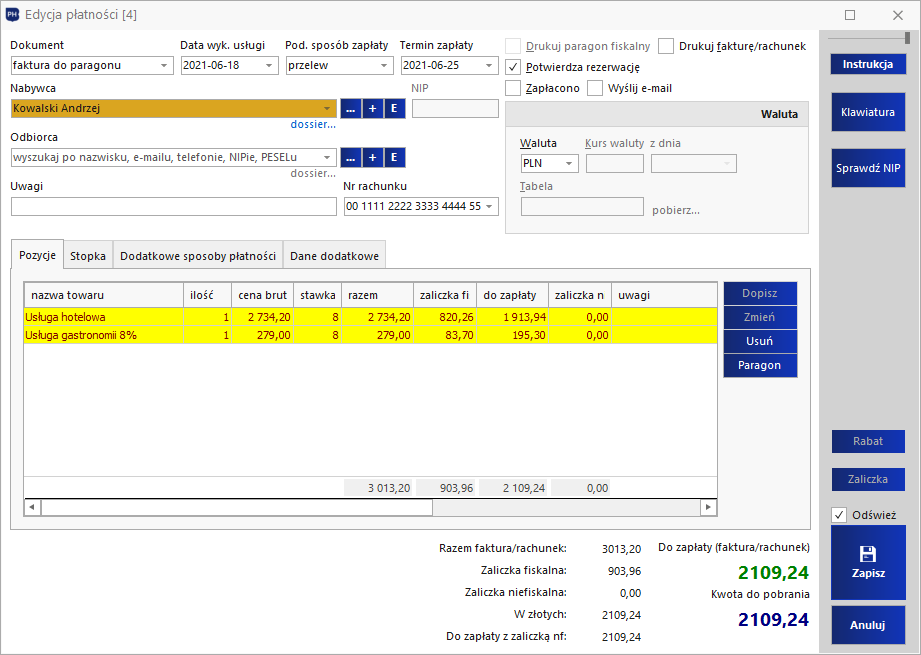 PH
Edycja płatności [4]
Dokument Data wyk. usługi Pod. sposób zapłaty Termin zapłaty
faktura do paragonu 2021-06-18 przelew 2021-06-25
Drukuj paragon fiskalny Drukuj fakturę/rachunek
Potwierdza rezerwację
Zapłacono Wyślij e-mail
Nabywca NIP
Kowalski Andrzej ... + E
dossier...
Odbiorca
wyszukaj po nazwisku, e-mailu, telefonie, NIPie, PESELu ... + E
dossier...
Uwagi Nr rachunku
00 1111 2222 3333 4444 55
Waluta
Waluta Kurs waluty z dnia
PLN
Tabela
pobierz...
Pozycje Stopka Dodatkowe sposoby płatności Dane dodatkowe
nazwa towaru ilość cena brut stawka razem zaliczka fi do zapłaty zaliczka n uwagi
Usługa hotelowa 1 2 734,20 8 2 734,20 820,26 1 913,94 0,00
Usługa gastronomii 8% 1 279,00 8 279,00 83,70 195,30 0,00
3 013,20 903,96 2 109,24 0,00
Dopisz
Zmień
Usuń
Paragon
Razem faktura/rachunek: 3013,20
Zaliczka fiskalna: 903,96
Zaliczka niefiskalna: 0,00
W złotych: 2109,24
Do zapłaty z zaliczką nf: 2109,24
Do zapłaty (faktura/rachunek)
2109,24
Kwota do pobrania
2109,24
Instrukcja
Klawiatura
Sprawdź NIP
Rabat
Zaliczka
Odśwież
Zapisz
Anuluj